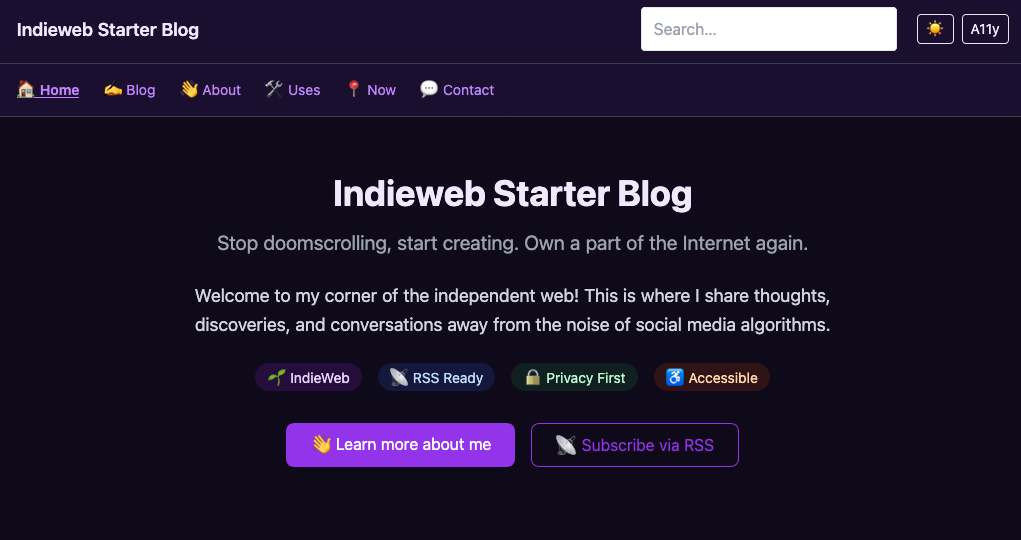 Indieweb Starter Blog
Search...
☀️
A11y
🏠 Home ✍️ Blog 👋 About 🛠️ Uses 📍 Now 💬 Contact
Indieweb Starter Blog
Stop doomscrolling, start creating. Own a part of the Internet again.
Welcome to my corner of the independent web! This is where I share thoughts,
discoveries, and conversations away from the noise of social media algorithms.
🌱 IndieWeb 📡 RSS Ready 🔒 Privacy First ♿ Accessible
👋 Learn more about me 📡 Subscribe via RSS